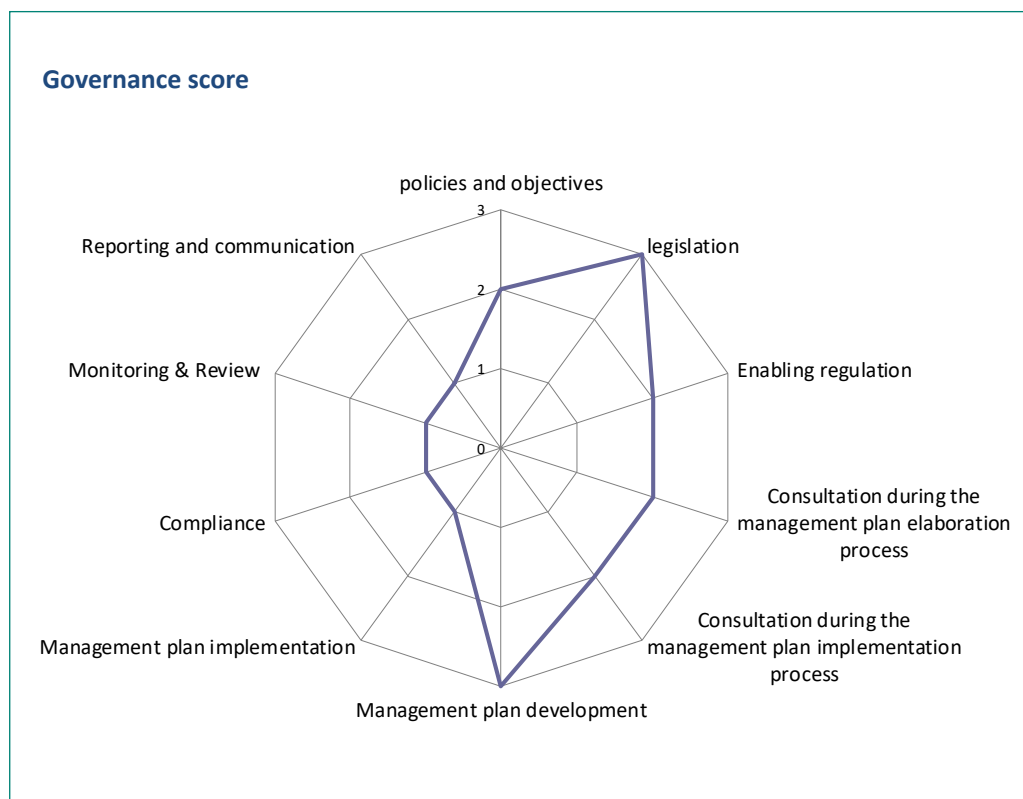 Governance score
policies and objectives
3
Reporting and communication
legislation
2
Monitoring & Review
1
Enabling regulation
0
Compliance
Consultation during the
management plan elaboration
process
Management plan implementation
Consultation during the
management plan implementation
process
Management plan development